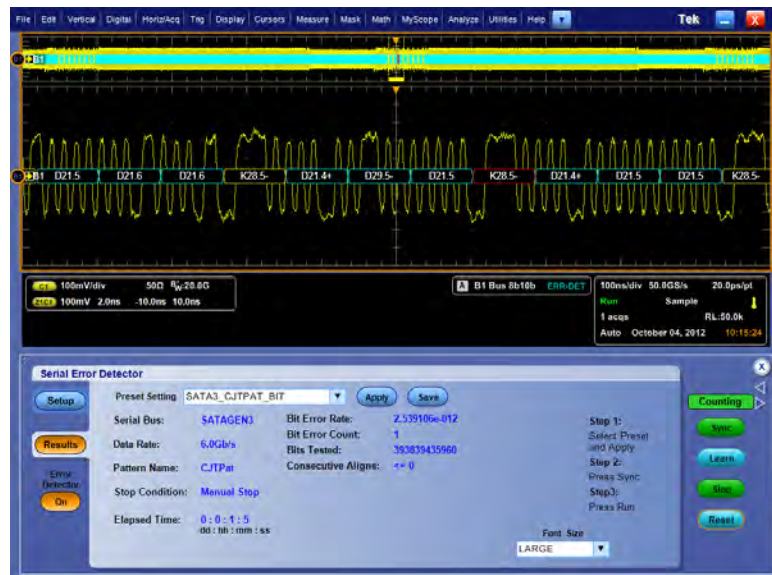 File Edit Vertical Digital Horiz/Acq Trig Display Cursors Measure Mask Math MyScope Analyze Utilities Help Tek
B1
B1 D21.5 D21.6 D21.6 K28.5- D21.4+ D29.5- D21.5 K28.5- D21.4+ D21.5 D21.5 K28.5-
C1 100mV/div 50Ω BW:20.0G
Z1C1 100mV 2.0ns -10.0ns 10.0ns
A B1 Bus 8b10b ERR-DET
100ns/div 50.0GS/s 20.0ps/pt
Run Sample
1 acqs RL:50.0k
Auto October 04, 2012 10:15:24
Serial Error Detector
Setup
Results
Error
Detector
On
Preset Setting SATA3_CJTPAT_BIT Apply Save
Serial Bus: SATAGEN3
Data Rate: 6.0Gb/s
Pattern Name: CJTPat
Stop Condition: Manual Stop
Elapsed Time: 0 : 0 : 1 : 5
dd : hh : mm : ss
Bit Error Rate: 2.539106e-012
Bit Error Count: 1
Bits Tested: 393839435960
Consecutive Aligns: <= 0
Step 1:
Select Preset
and Apply
Step 2:
Press Sync
Step3:
Press Run
Font Size
LARGE
Counting
Sync
Learn
Stop
Reset